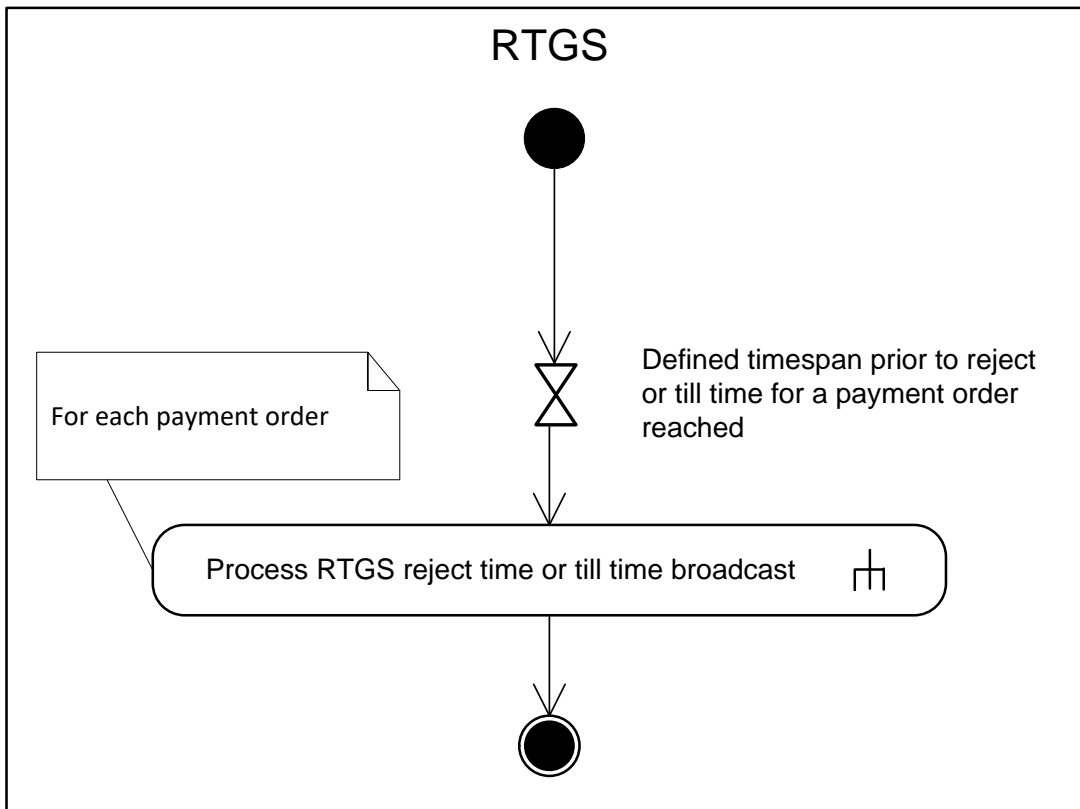 RTGS
Defined timespan prior to reject
or till time for a payment order
reached
For each payment order
Process RTGS reject time or till time broadcast